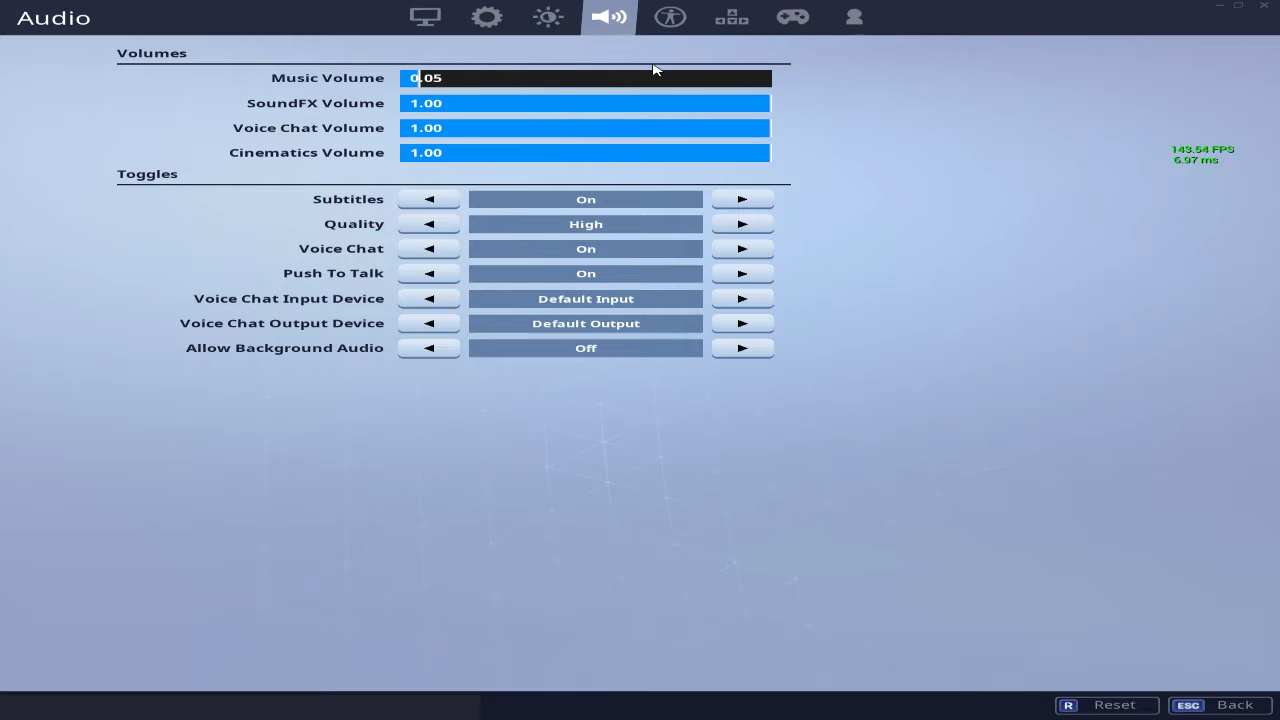 Audio
Volumes
Music Volume 0.05
SoundFX Volume 1.00
Voice Chat Volume 1.00
Cinematics Volume 1.00
143.54 FPS
6.97 ms
Toggles
Subtitles On
Quality High
Voice Chat On
Push To Talk On
Voice Chat Input Device Default Input
Voice Chat Output Device Default Output
Allow Background Audio Off
R Reset ESC Back